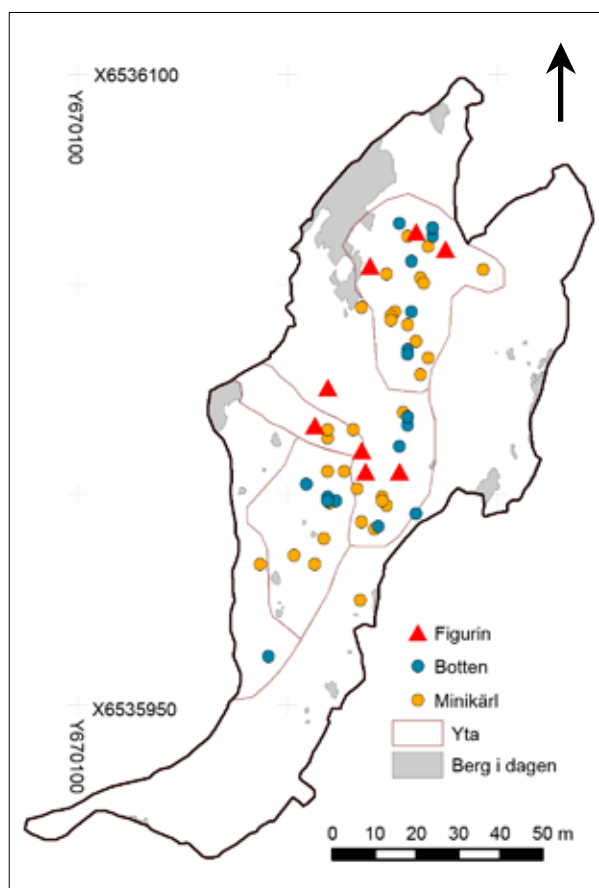 X6536100
Y670100
Figurin
Botten
Minikärl
Yta
Berg i dagen
X6535950
Y670100
0 10 20 30 40 50 m